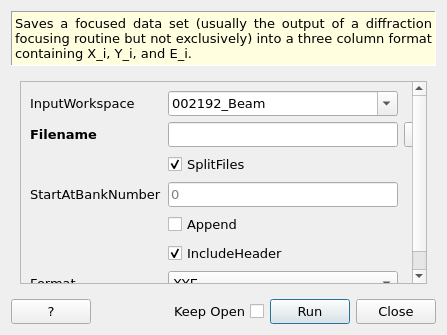 Saves a focused data set (usually the output of a diffraction
focusing routine but not exclusively) into a three column format
containing X_i, Y_i, and E_i.
InputWorkspace 002192_Beam
Filename
SplitFiles
StartAtBankNumber 0
Append
IncludeHeader
Format XYE
? Keep Open Run Close